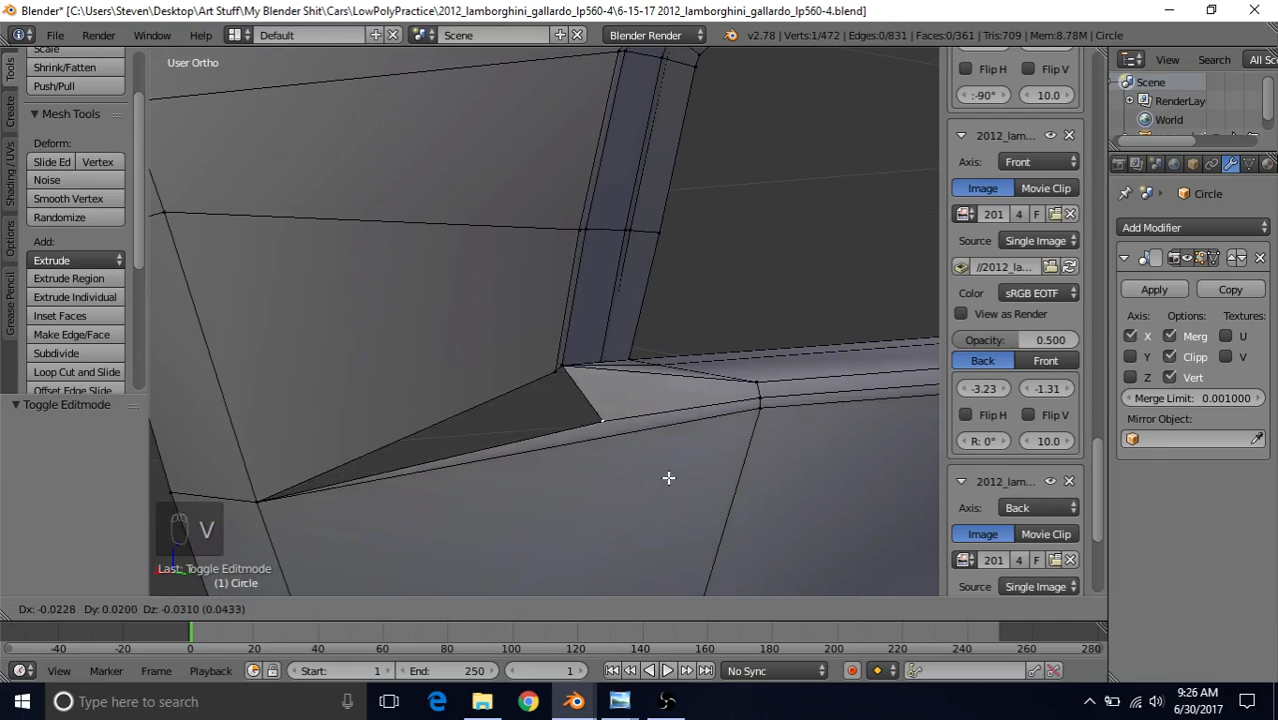 Blender* [C:\Users\Steven\Desktop\Art Stuff\My Blender Shit\Cars\LowPolyPractice\2012_lamborghini_gallardo_lp560-4\6-15-17 2012_lamborghini_gallardo_lp560-4.blend]
File Render Window Help Default Scene Blender Render v2.78 | Verts:1/472 | Edges:0/831 | Faces:0/361 | Tris:709 | Mem:8.78M | Circle
Tools
Create
Shading / UVs
Options
Grease Pencil
Scale
Shrink/Fatten
Push/Pull
Mesh Tools
Deform:
Slide Ed Vertex
Noise
Smooth Vertex
Randomize
Add:
Extrude
Extrude Region
Extrude Individual
Inset Faces
Make Edge/Face
Subdivide
Loop Cut and Slide
Offset Edge Slide
Toggle Editmode
User Ortho
V
Last: Toggle Editmode
(1) Circle
Flip H Flip V
:-90° 10.0
2012_lam...
Axis: Front
Image Movie Clip
201 4 F
Source Single Image
//2012_la...
Color sRGB EOTF
View as Render
Opacity: 0.500
Back Front
-3.23 -1.31
Flip H Flip V
R: 0° 10.0
2012_lam...
Axis: Back
Image Movie Clip
201 4 F
Source Single Image
View Search All Sc
Scene
RenderLay
World
Circle
Add Modifier
Apply Copy
Axis: Options: Textures:
X Merg U
Y Clipp V
Z Vert
Merge Limit: 0.001000
Mirror Object:
Dx: -0.0228 Dy: 0.0200 Dz: -0.0310 (0.0433)
-40 -20 0 20 40 60 80 100 120 140 160 180 200 220 240 260 280
View Marker Frame Playback Start: 1 End: 250 1 No Sync
Type here to search
9:26 AM
6/30/2017